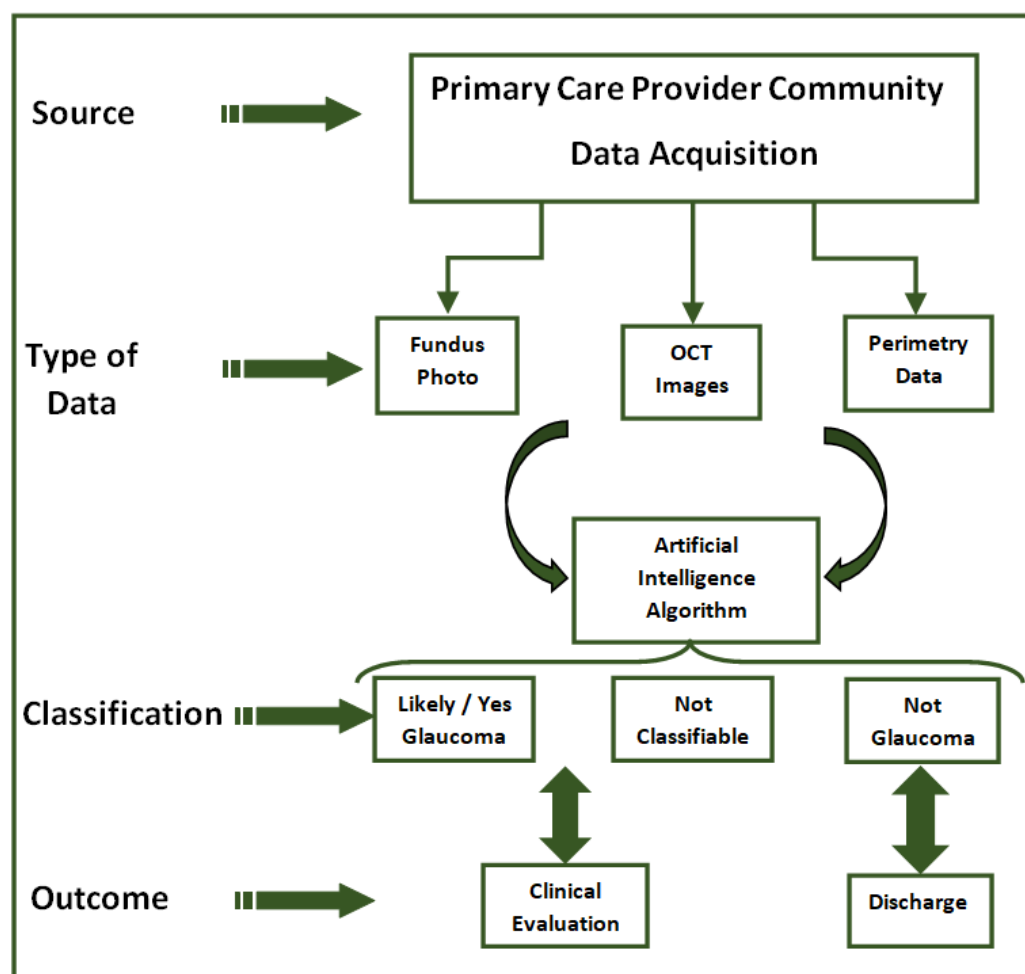 Source
Primary Care Provider Community
Data Acquisition
Type of
Data
Fundus
Photo
OCT
Images
Perimetry
Data
Artificial
Intelligence
Algorithm
Classification
Likely / Yes
Glaucoma
Not
Classifiable
Not
Glaucoma
Outcome
Clinical
Evaluation
Discharge